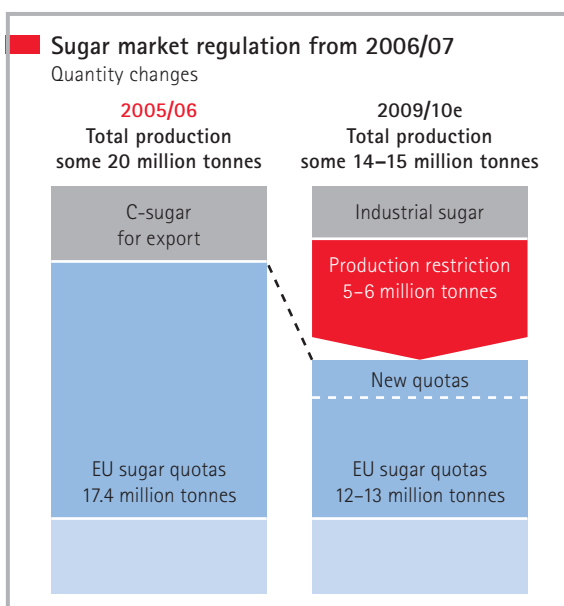 Sugar market regulation from 2006/07
Quantity changes
2005/06
Total production
some 20 million tonnes
2009/10e
Total production
some 14–15 million tonnes
C-sugar
for export
Industrial sugar
Production restriction
5–6 million tonnes
New quotas
EU sugar quotas
17.4 million tonnes
EU sugar quotas
12–13 million tonnes